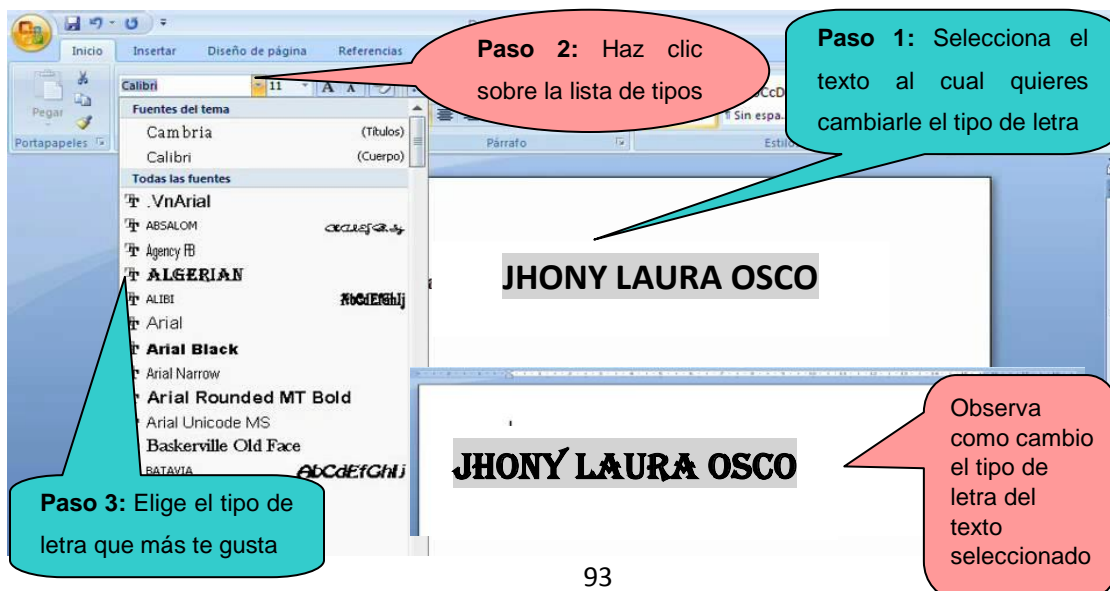 Inicio Insertar Diseño de página Referencias
Paso 2: Haz clic
sobre la lista de tipos
Paso 1: Selecciona el
texto al cual quieres
cambiarle el tipo de letra
Calibri 11 A A
Pegar
Portapapeles
Párrafo
¶ Sin espa...
Fuentes del tema
Cambria (Títulos)
Calibri (Cuerpo)
Todas las fuentes
.VnArial
ABSALOM
Agency FB
ALGERIAN
ALIBI AbCdEfGhIj
Arial
Arial Black
Arial Narrow
Arial Rounded MT Bold
Arial Unicode MS
Baskerville Old Face
BATAVIA AbCdEfGhIj
JHONY LAURA OSCO
JHONY LAURA OSCO
Observa
como cambio
el tipo de
letra del
texto
seleccionado
Paso 3: Elige el tipo de
letra que más te gusta
93